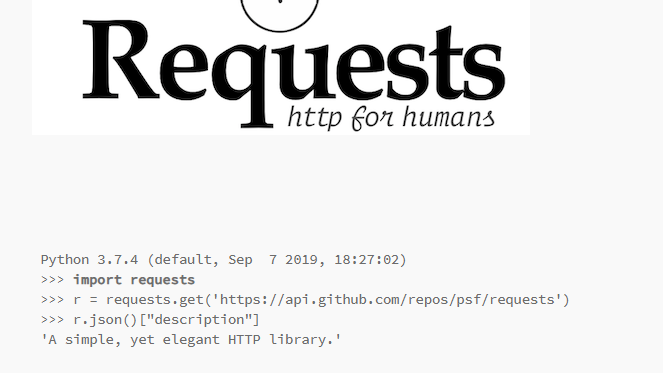 Requests
http for humans
Python 3.7.4 (default, Sep  7 2019, 18:27:02)
>>> import requests
>>> r = requests.get('https://api.github.com/repos/psf/requests')
>>> r.json()["description"]
'A simple, yet elegant HTTP library.'